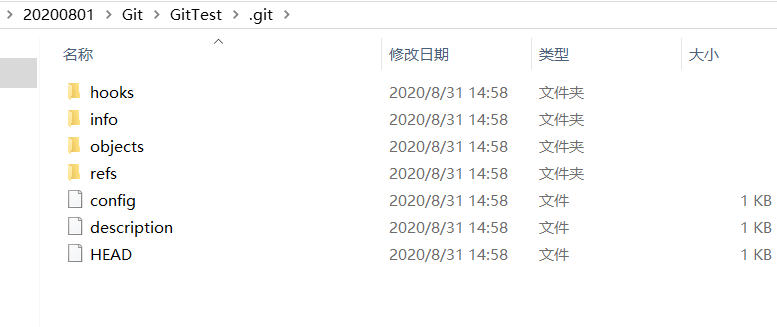 20200801 Git GitTest .git
名称 修改日期 类型 大小
hooks 2020/8/31 14:58 文件夹
info 2020/8/31 14:58 文件夹
objects 2020/8/31 14:58 文件夹
refs 2020/8/31 14:58 文件夹
config 2020/8/31 14:58 文件 1 KB
description 2020/8/31 14:58 文件 1 KB
HEAD 2020/8/31 14:58 文件 1 KB